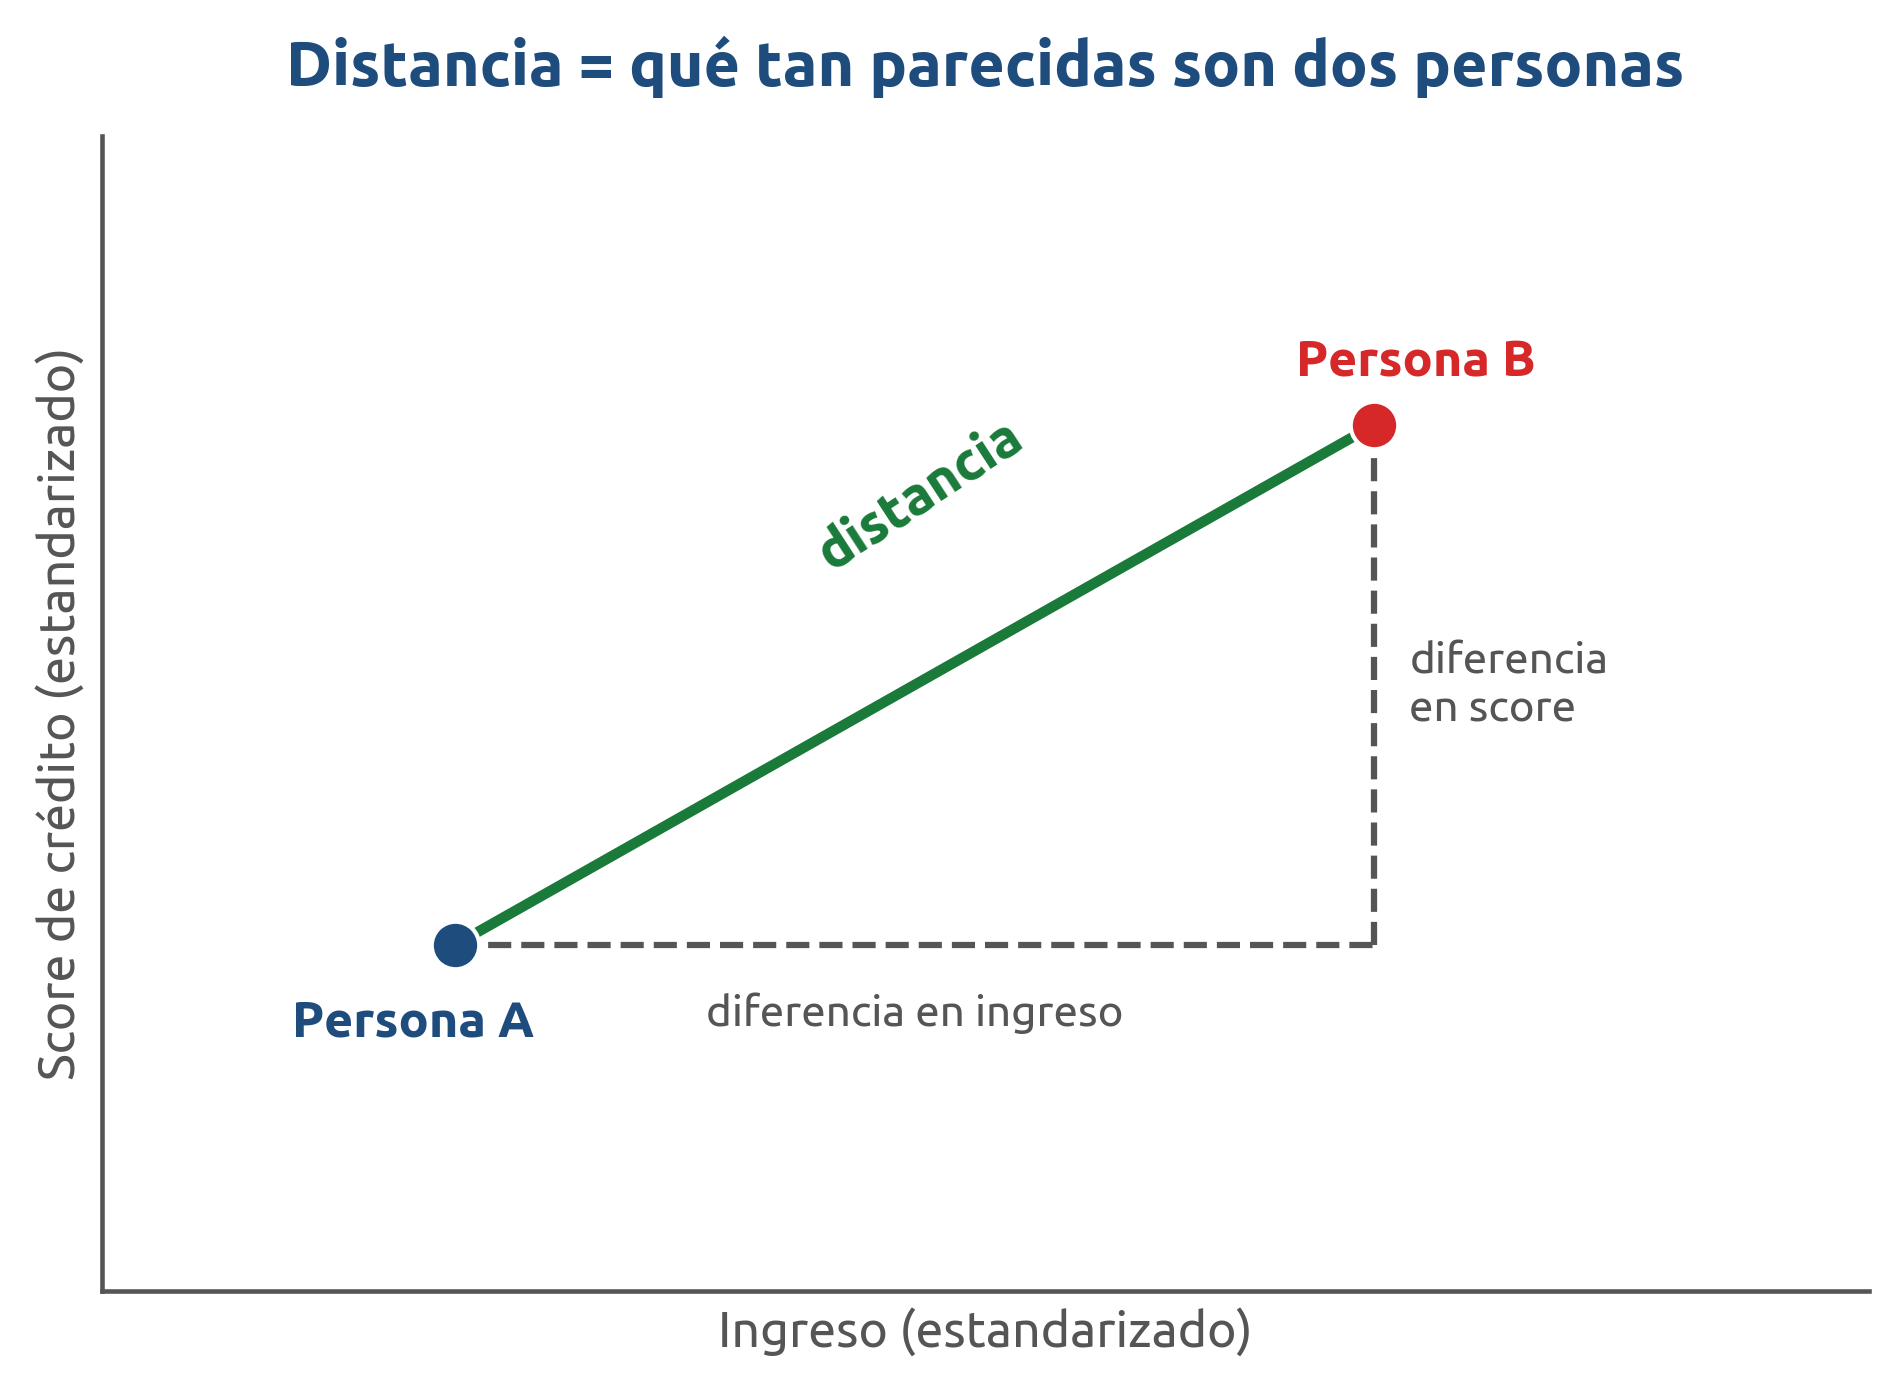 Distancia = qué tan parecidas son dos personas
Score de crédito (estandarizado)
Persona B
distancia
diferencia
en score
Persona A
diferencia en ingreso
Ingreso (estandarizado)